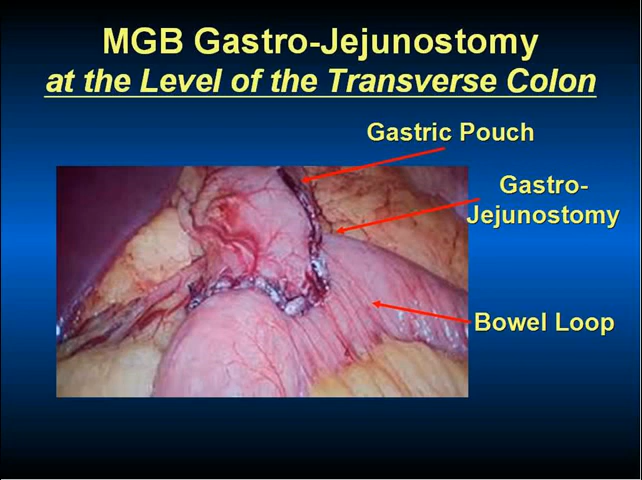 MGB Gastro-Jejunostomy
at the Level of the Transverse Colon
Gastric Pouch
Gastro-
Jejunostomy
Bowel Loop